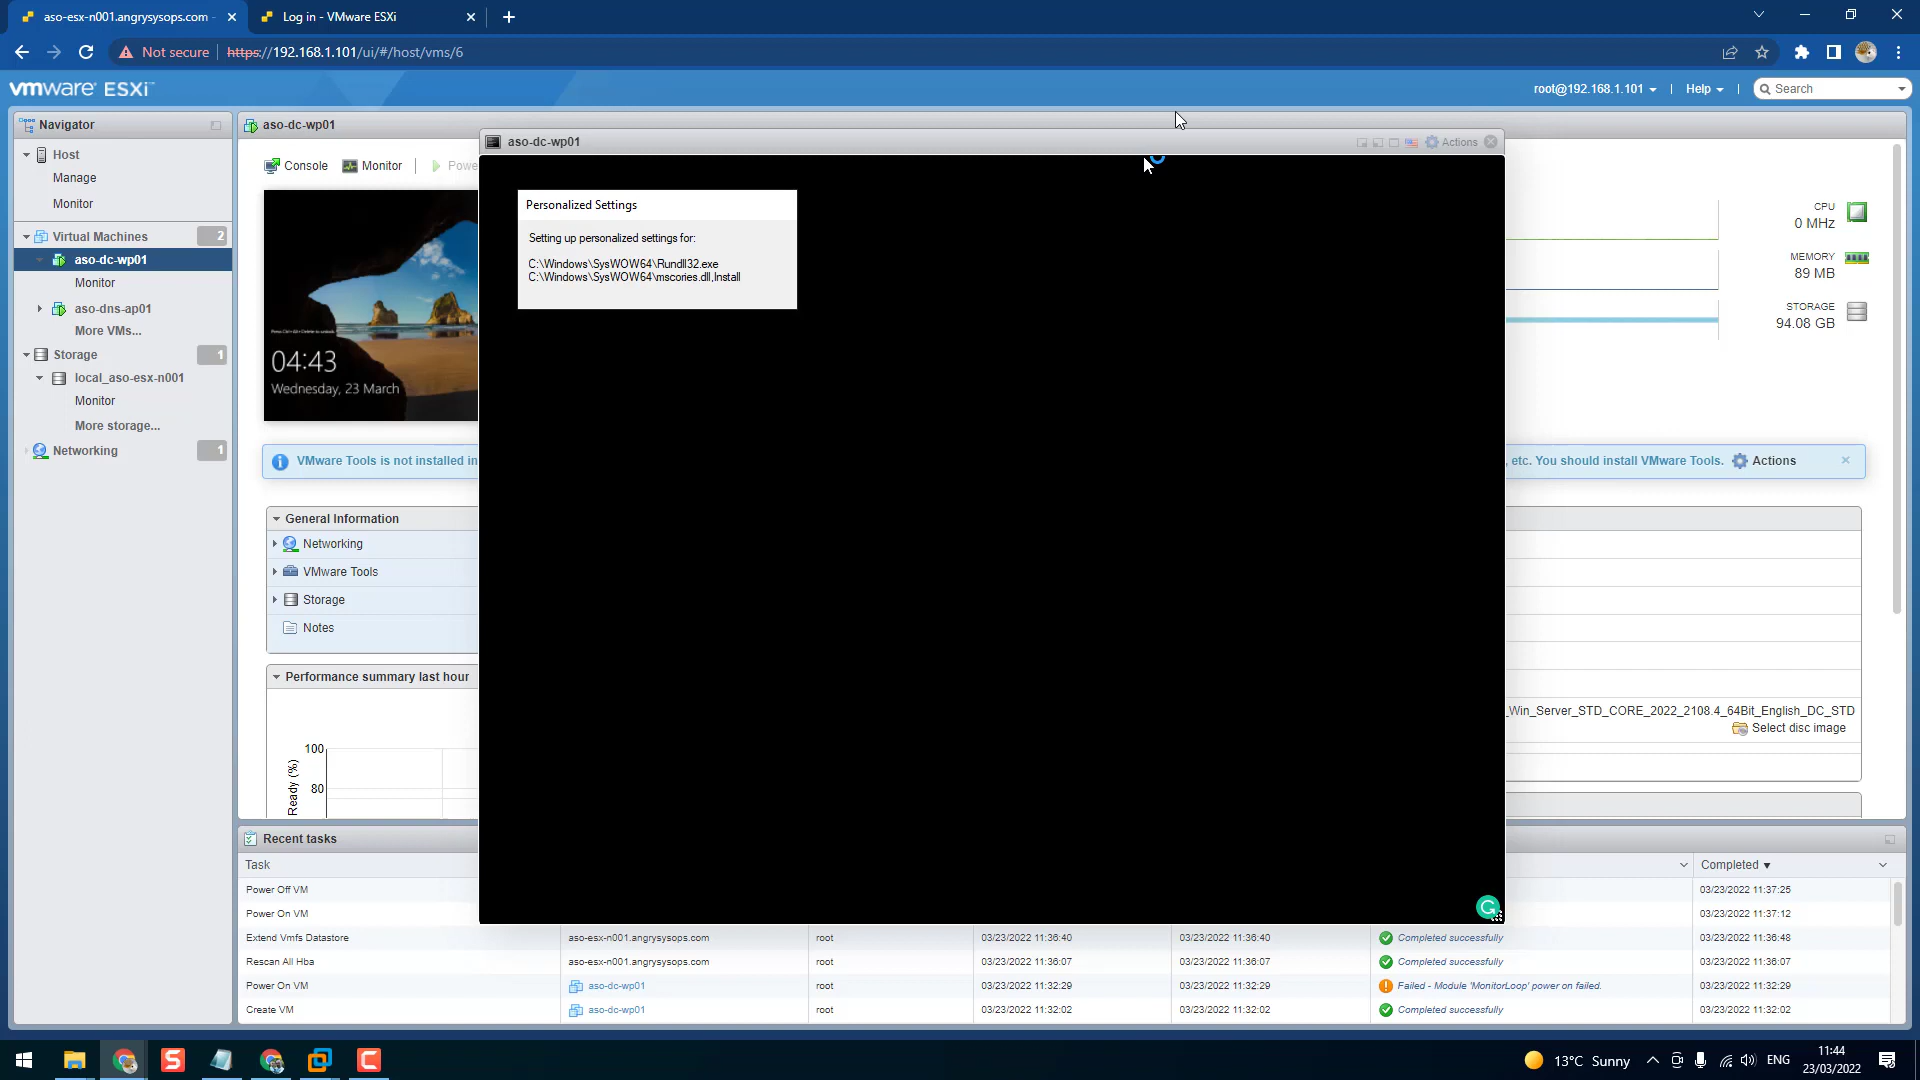 aso-esx-n001.angrysysops.com -
Log in - VMware ESXi
Not secure
https://192.168.1.101/ui/#/host/vms/6
vmware ESXi™
root@192.168.1.101
Help
Search
Navigator
Host
Manage
Monitor
Virtual Machines 2
aso-dc-wp01
Monitor
aso-dns-ap01
More VMs...
Storage 1
local_aso-esx-n001
Monitor
More storage...
Networking 1
aso-dc-wp01
Console
Monitor
Powe
Press Ctrl+Alt+Delete to unlock.
04:43
Wednesday, 23 March
CPU
0 MHz
MEMORY
89 MB
STORAGE
94.08 GB
VMware Tools is not installed in
, etc. You should install VMware Tools.
Actions
General Information
Networking
VMware Tools
Storage
Notes
_Win_Server_STD_CORE_2022_2108.4_64Bit_English_DC_STD
Select disc image
Performance summary last hour
100
80
Ready (%)
aso-dc-wp01
Actions
Personalized Settings
Setting up personalized settings for:
C:\Windows\SysWOW64\Rundll32.exe
C:\Windows\SysWOW64\mscories.dll,Install
Recent tasks
Task Completed ▼
Power Off VM 03/23/2022 11:37:25
Power On VM 03/23/2022 11:37:12
Extend Vmfs Datastore aso-esx-n001.angrysysops.com root 03/23/2022 11:36:40 03/23/2022 11:36:40 Completed successfully 03/23/2022 11:36:48
Rescan All Hba aso-esx-n001.angrysysops.com root 03/23/2022 11:36:07 03/23/2022 11:36:07 Completed successfully 03/23/2022 11:36:07
Power On VM aso-dc-wp01 root 03/23/2022 11:32:29 03/23/2022 11:32:29 Failed - Module 'MonitorLoop' power on failed. 03/23/2022 11:32:29
Create VM aso-dc-wp01 root 03/23/2022 11:32:02 03/23/2022 11:32:02 Completed successfully 03/23/2022 11:32:02
13°C Sunny
ENG
11:44
23/03/2022